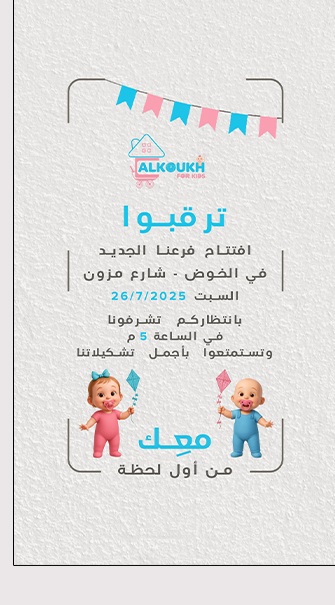 ALKOUKH
FOR KIDS
ترقبوا
افتتاح فرعنا الجديد
في الخوض - شارع مزون
السبت 26/7/2025
بانتظاركم تشرفونا
في الساعة 5 م
وتستمتعوا بأجمل تشكيلاتنا
معك
من أول لحظة